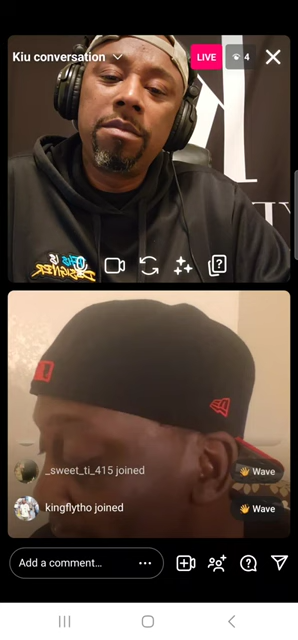 Kiu conversation
LIVE
4
_sweet_ti_415 joined
Wave
kingflytho joined
Wave
Add a comment...